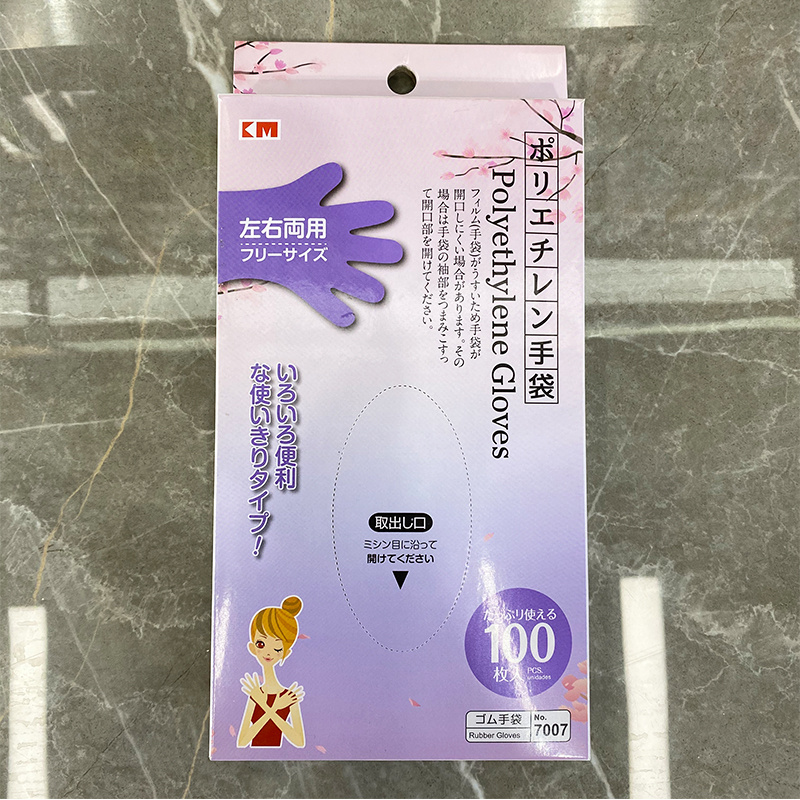 KM
左右両用
フリーサイズ
ポリエチレン手袋
Polyethylene Gloves
フィルム(手袋)がうすいため手袋が
開口しにくい場合があります。その
場合は手袋の袖部をつまみこすっ
て開口部を開けてください。
いろいろ便利
な使いきりタイプ!
取出し口
ミシン目に沿って
開けてください
たっぷり使える
100
枚入
PCS.
unidades
ゴム手袋
Rubber Gloves
No.
7007